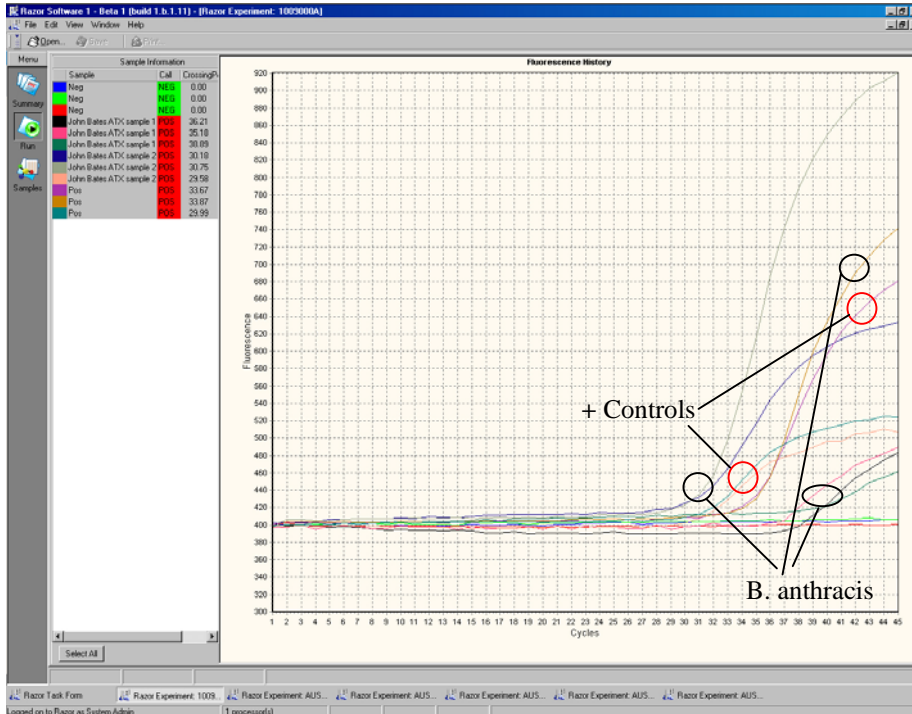 Razor Software 1 - Beta 1 (build 1.b.1.11) - [Razor Experiment: 1009000A]
File Edit View Window Help
Open... Save Print
Menu
Summary
Run
Samples
Sample Information
Sample Call CrossingP
Neg NEG 0.00
Neg NEG 0.00
Neg NEG 0.00
John Bates ATX sample 1 POS 36.21
John Bates ATX sample 1 POS 35.18
John Bates ATX sample 1 POS 38.89
John Bates ATX sample 2 POS 30.18
John Bates ATX sample 2 POS 30.75
John Bates ATX sample 2 POS 29.58
Pos POS 33.67
Pos POS 33.87
Pos POS 29.99
Select All
Fluorescence History
Fluorescence
920
900
880
860
840
820
800
780
760
740
720
700
680
660
640
620
600
580
560
540
520
500
480
460
440
420
400
380
360
340
320
300
+ Controls
B. anthracis
1 2 3 4 5 6 7 8 9 10 11 12 13 14 15 16 17 18 19 20 21 22 23 24 25 26 27 28 29 30 31 32 33 34 35 36 37 38 39 40 41 42 43 44 45
Cycles
Razor Task Form Razor Experiment: 1009... Razor Experiment: AUS... Razor Experiment: AUS... Razor Experiment: AUS... Razor Experiment: AUS... Razor Experiment: AUS...
Logged on to Razor as System Admin 1 processor(s)